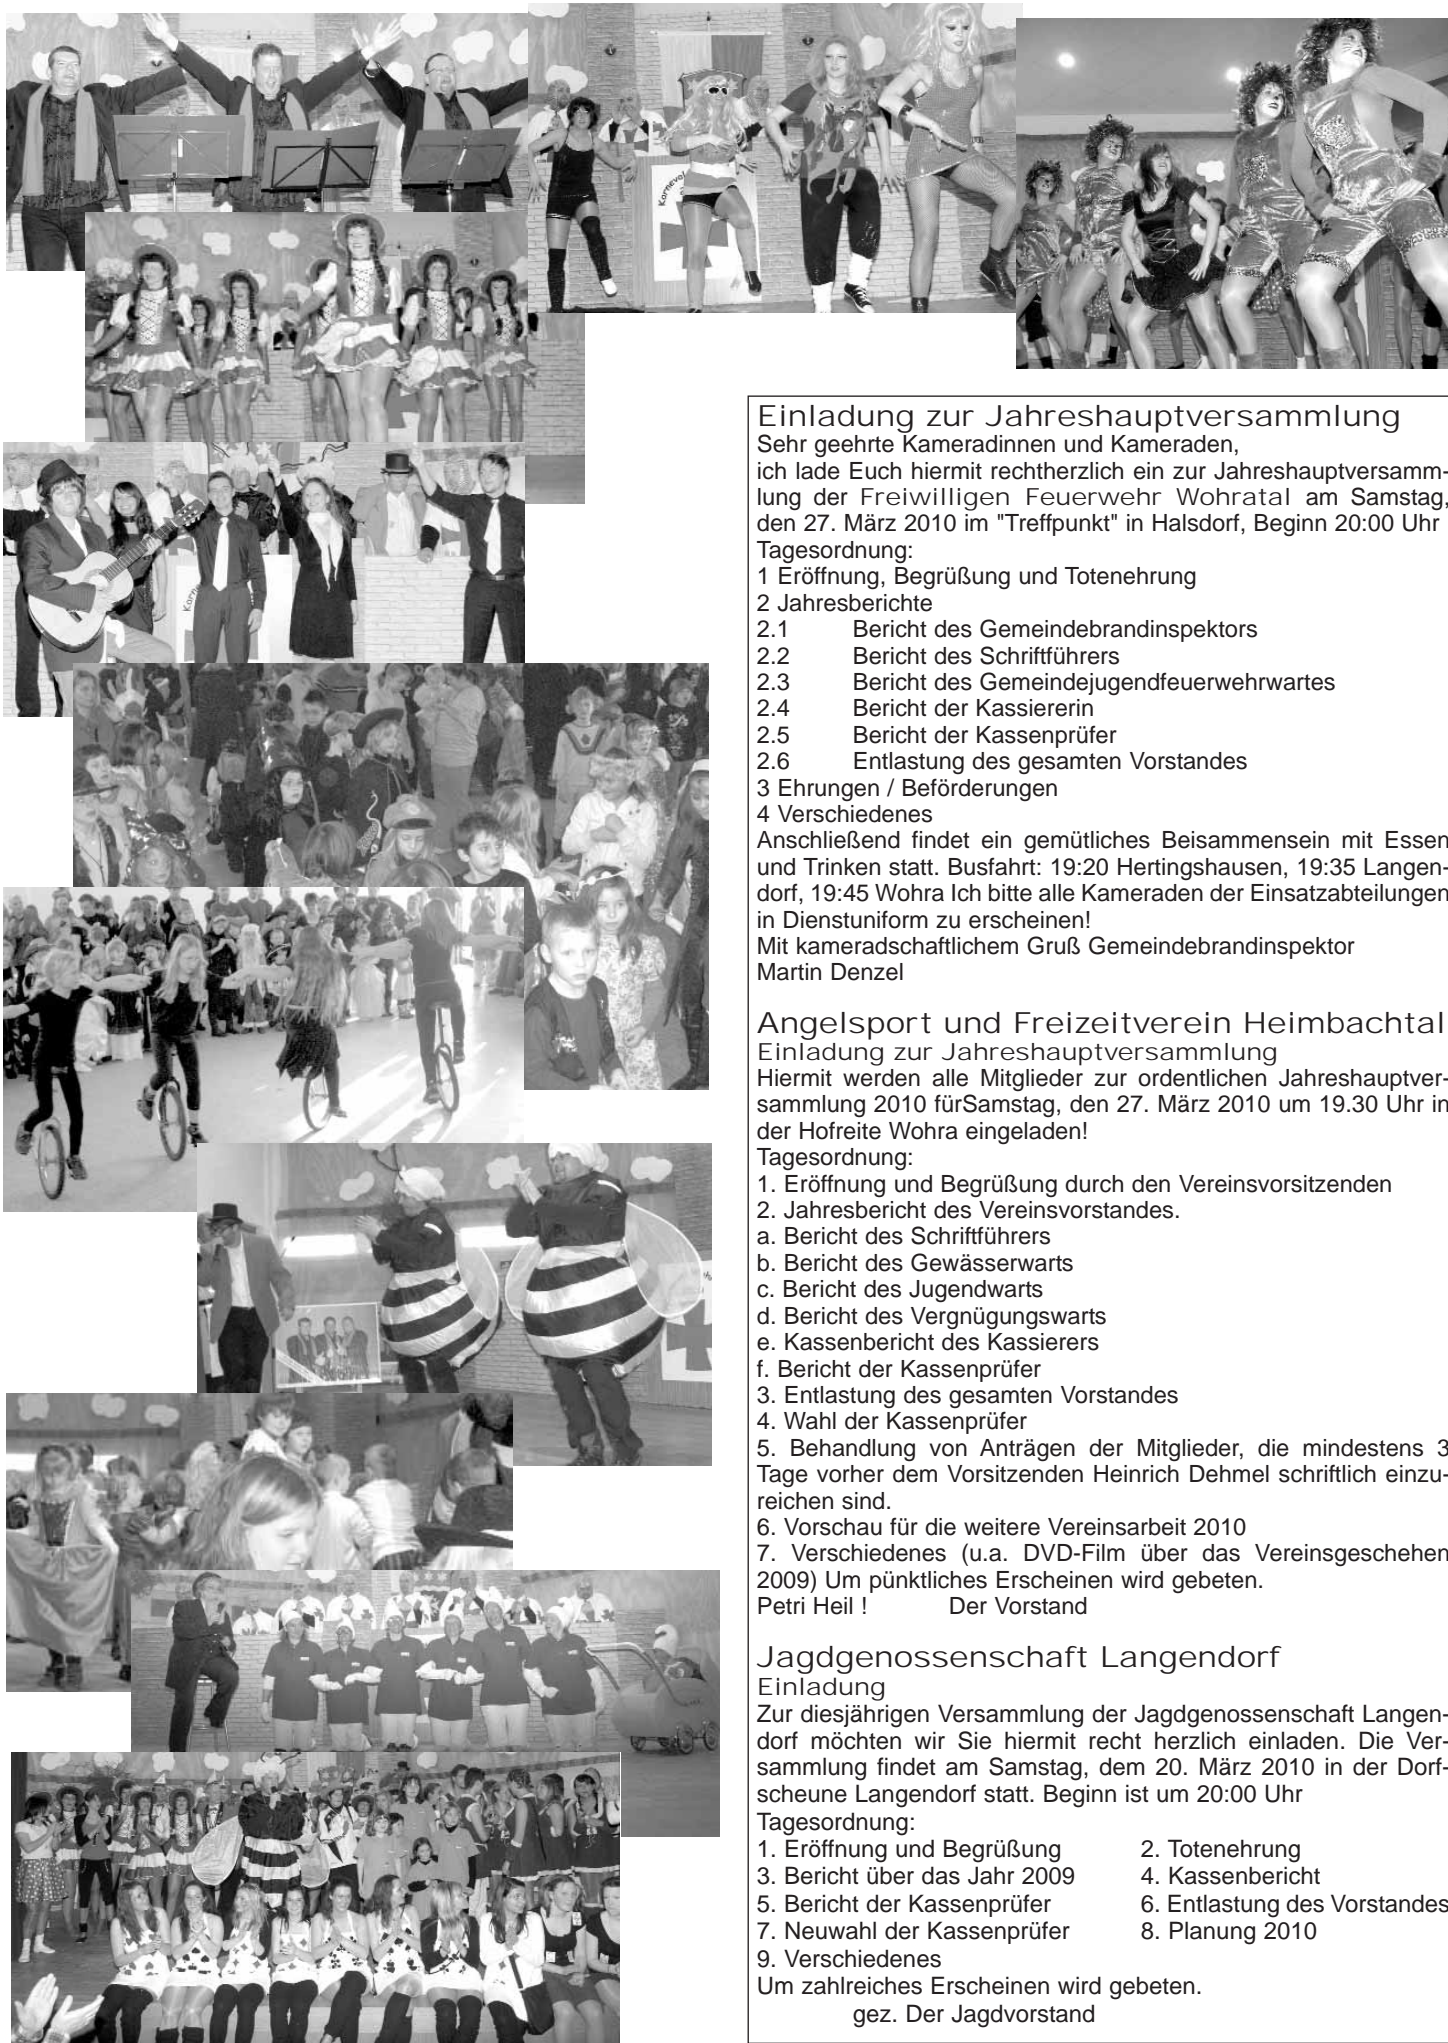 Karneval
Karne
Einladung zur Jahreshauptversammlung
Sehr geehrte Kameradinnen und Kameraden,
ich lade Euch hiermit rechtherzlich ein zur Jahreshauptversamm-
lung der Freiwilligen Feuerwehr Wohratal am Samstag,
den 27. März 2010 im "Treffpunkt" in Halsdorf, Beginn 20:00 Uhr
Tagesordnung:
1 Eröffnung, Begrüßung und Totenehrung
2 Jahresberichte
2.1 Bericht des Gemeindebrandinspektors
2.2 Bericht des Schriftführers
2.3 Bericht des Gemeindejugendfeuerwehrwartes
2.4 Bericht der Kassiererin
2.5 Bericht der Kassenprüfer
2.6 Entlastung des gesamten Vorstandes
3 Ehrungen / Beförderungen
4 Verschiedenes
Anschließend findet ein gemütliches Beisammensein mit Essen
und Trinken statt. Busfahrt: 19:20 Hertingshausen, 19:35 Langen-
dorf, 19:45 Wohra Ich bitte alle Kameraden der Einsatzabteilungen
in Dienstuniform zu erscheinen!
Mit kameradschaftlichem Gruß Gemeindebrandinspektor
Martin Denzel
Angelsport und Freizeitverein Heimbachtal
Einladung zur Jahreshauptversammlung
Hiermit werden alle Mitglieder zur ordentlichen Jahreshauptver-
sammlung 2010 fürSamstag, den 27. März 2010 um 19.30 Uhr in
der Hofreite Wohra eingeladen!
Tagesordnung:
1. Eröffnung und Begrüßung durch den Vereinsvorsitzenden
2. Jahresbericht des Vereinsvorstandes.
a. Bericht des Schriftführers
b. Bericht des Gewässerwarts
c. Bericht des Jugendwarts
d. Bericht des Vergnügungswarts
e. Kassenbericht des Kassierers
f. Bericht der Kassenprüfer
3. Entlastung des gesamten Vorstandes
4. Wahl der Kassenprüfer
5. Behandlung von Anträgen der Mitglieder, die mindestens 3
Tage vorher dem Vorsitzenden Heinrich Dehmel schriftlich einzu-
reichen sind.
6. Vorschau für die weitere Vereinsarbeit 2010
7. Verschiedenes (u.a. DVD-Film über das Vereinsgeschehen
2009) Um pünktliches Erscheinen wird gebeten.
Petri Heil ! Der Vorstand
Jagdgenossenschaft Langendorf
Einladung
Zur diesjährigen Versammlung der Jagdgenossenschaft Langen-
dorf möchten wir Sie hiermit recht herzlich einladen. Die Ver-
sammlung findet am Samstag, dem 20. März 2010 in der Dorf-
scheune Langendorf statt. Beginn ist um 20:00 Uhr
Tagesordnung:
1. Eröffnung und Begrüßung 2. Totenehrung
3. Bericht über das Jahr 2009 4. Kassenbericht
5. Bericht der Kassenprüfer 6. Entlastung des Vorstandes
7. Neuwahl der Kassenprüfer 8. Planung 2010
9. Verschiedenes
Um zahlreiches Erscheinen wird gebeten.
gez. Der Jagdvorstand